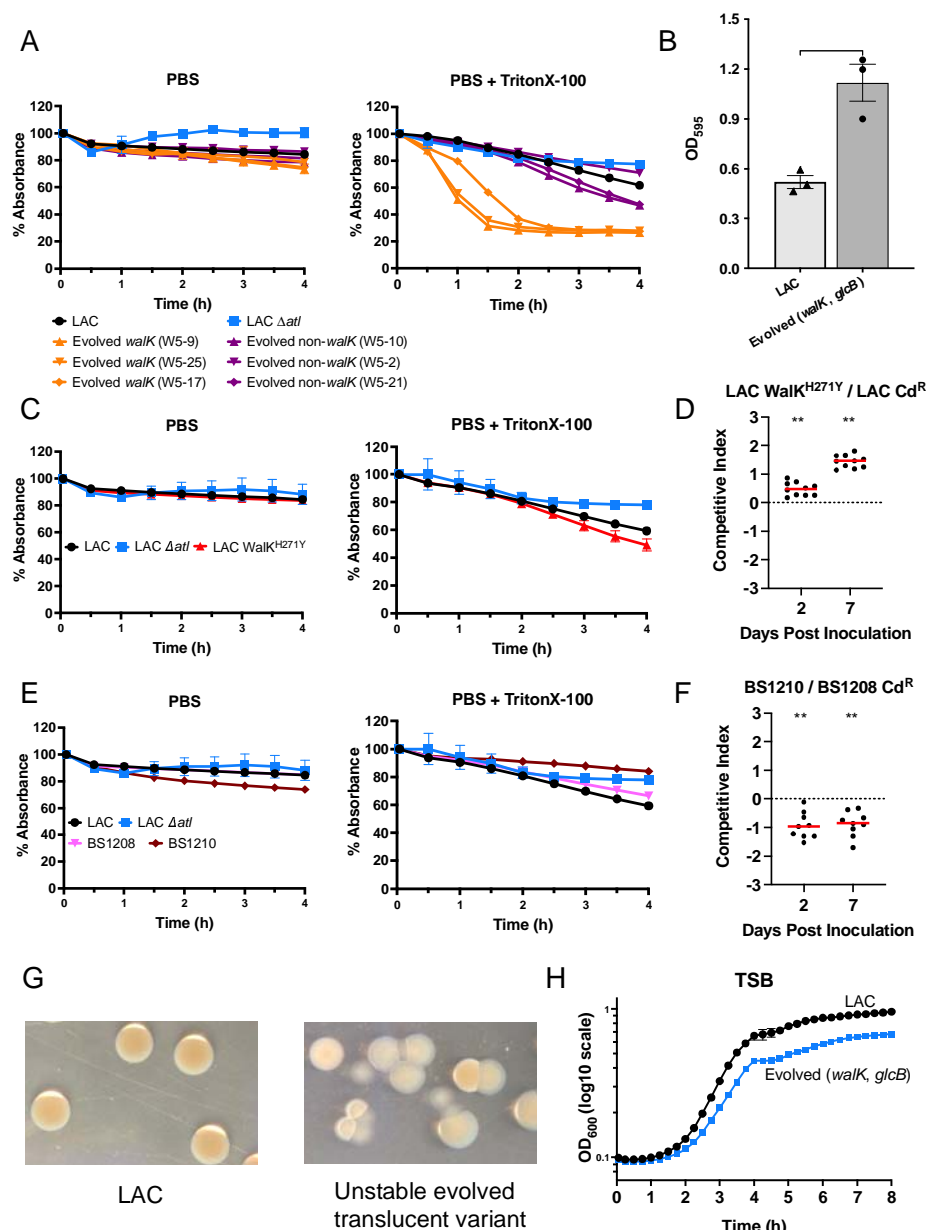 A
PBS
% Absorbance
120
100
80
60
40
20
0
0
1
2
3
4
Time (h)
PBS + TritonX-100
% Absorbance
120
100
80
60
40
20
0
0
1
2
3
4
Time (h)
LAC
LAC Δatl
Evolved walK (W5-9)
Evolved non-walK (W5-10)
Evolved walK (W5-25)
Evolved non-walK (W5-2)
Evolved walK (W5-17)
Evolved non-walK (W5-21)
B
OD595
1.5
1.2
0.9
0.6
0.3
0.0
LAC
Evolved (walK, glcB)
C
PBS
% Absorbance
120
100
80
60
40
20
0
LAC
LAC Δatl
LAC WalKH271Y
0
1
2
3
4
Time (h)
PBS + TritonX-100
% Absorbance
120
100
80
60
40
20
0
0
1
2
3
4
Time (h)
D
LAC WalKH271Y / LAC CdR
Competitive Index
3
2
1
0
-1
-2
-3
**
**
2
7
Days Post Inoculation
E
PBS
% Absorbance
120
100
80
60
40
20
0
LAC
LAC Δatl
BS1208
BS1210
0
1
2
3
4
Time (h)
PBS + TritonX-100
% Absorbance
120
100
80
60
40
20
0
0
1
2
3
4
Time (h)
F
BS1210 / BS1208 CdR
Competitive Index
3
2
1
0
-1
-2
-3
**
**
2
7
Days Post Inoculation
G
LAC
Unstable evolved
translucent variant
H
TSB
OD600 (log10 scale)
1
0.1
LAC
Evolved (walK, glcB)
0
1
2
3
4
5
6
7
8
Time (h)